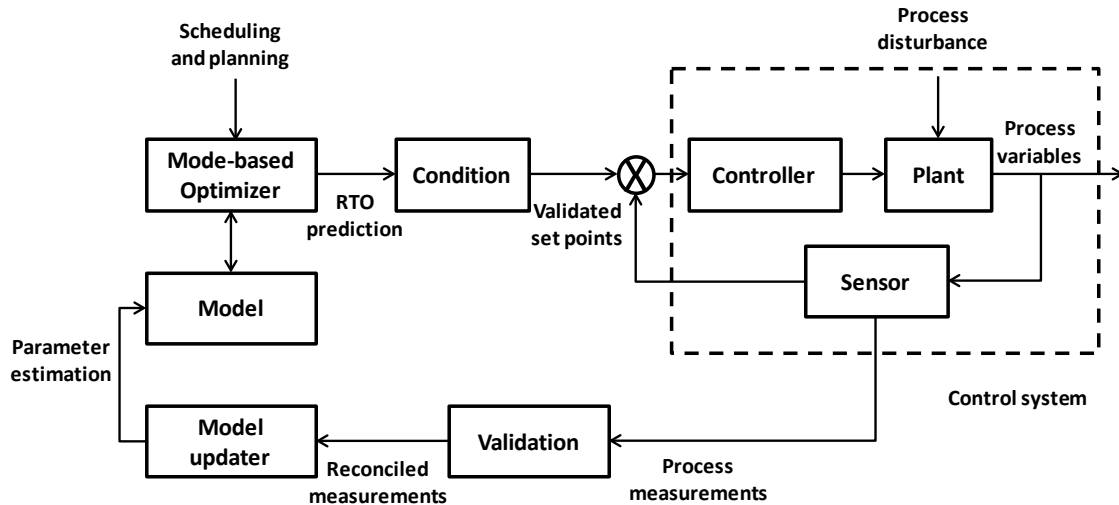 Scheduling
and planning
Process
disturbance
Mode-based
Optimizer
RTO
prediction
Condition
Validated
set points
Controller
Plant
Process
variables
Sensor
Model
Parameter
estimation
Control system
Model
updater
Reconciled
measurements
Validation
Process
measurements